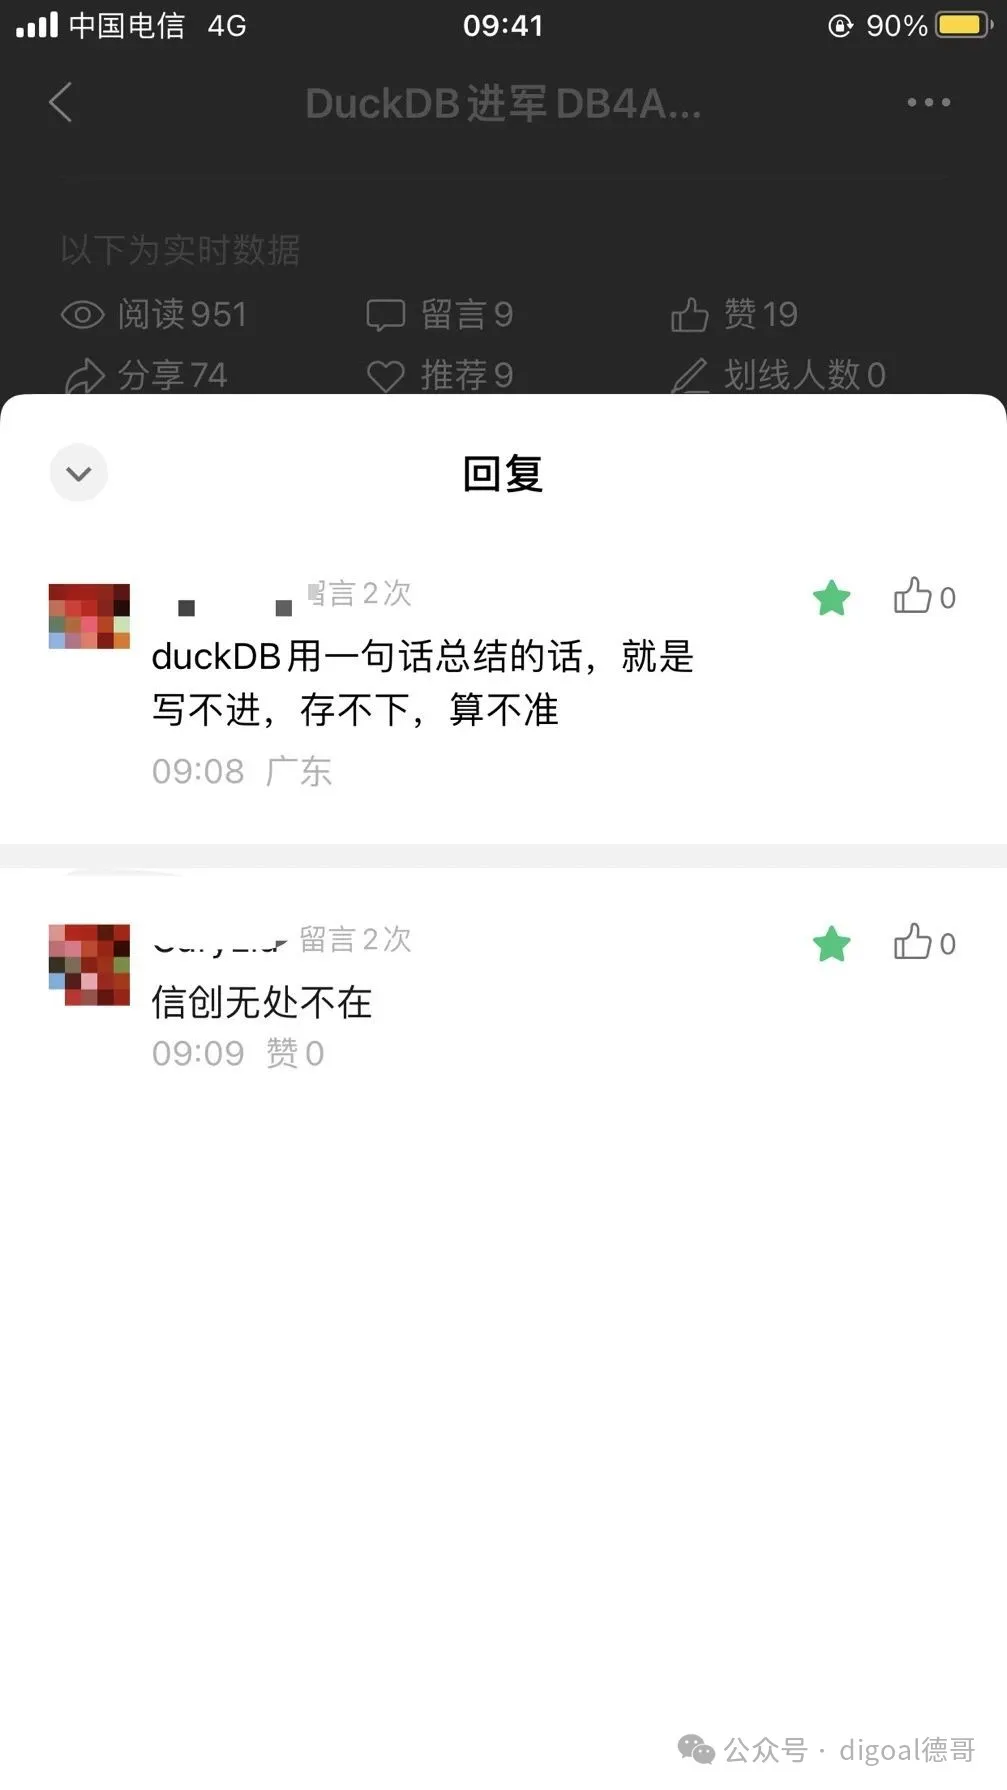 中国电信 4G 09:41 90%
DuckDB进军DB4A...
以下为实时数据
阅读951 留言9 赞19
分享74 推荐9 划线人数0
回复
言2次 0
duckDB用一句话总结的话，就是
写不进，存不下，算不准
09:08 广东
留言2次 0
信创无处不在
09:09 赞0
公众号 · digoal德哥